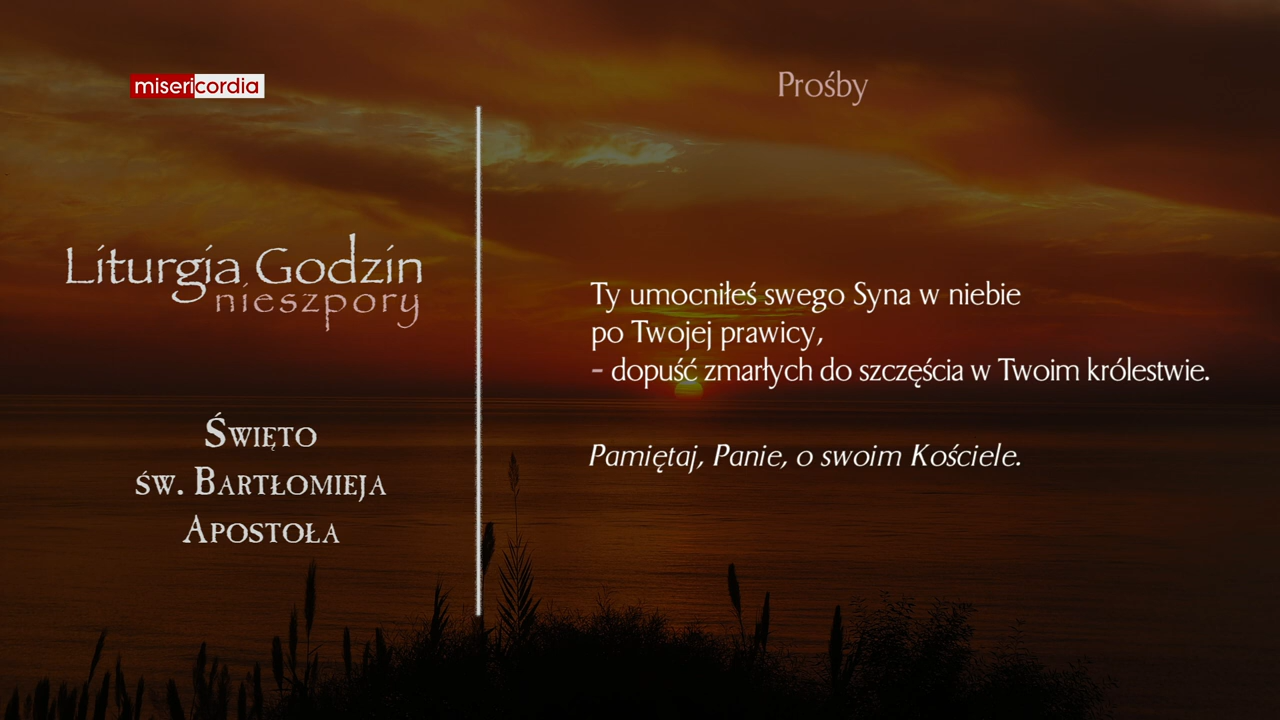 misericordia
Liturgia Godzin
nieszpory
Święto
św. Bartłomieja
Apostoła
Prośby
Ty umocniłeś swego Syna w niebie
po Twojej prawicy,
- dopuść zmarłych do szczęścia w Twoim królestwie.
Pamiętaj, Panie, o swoim Kościele.